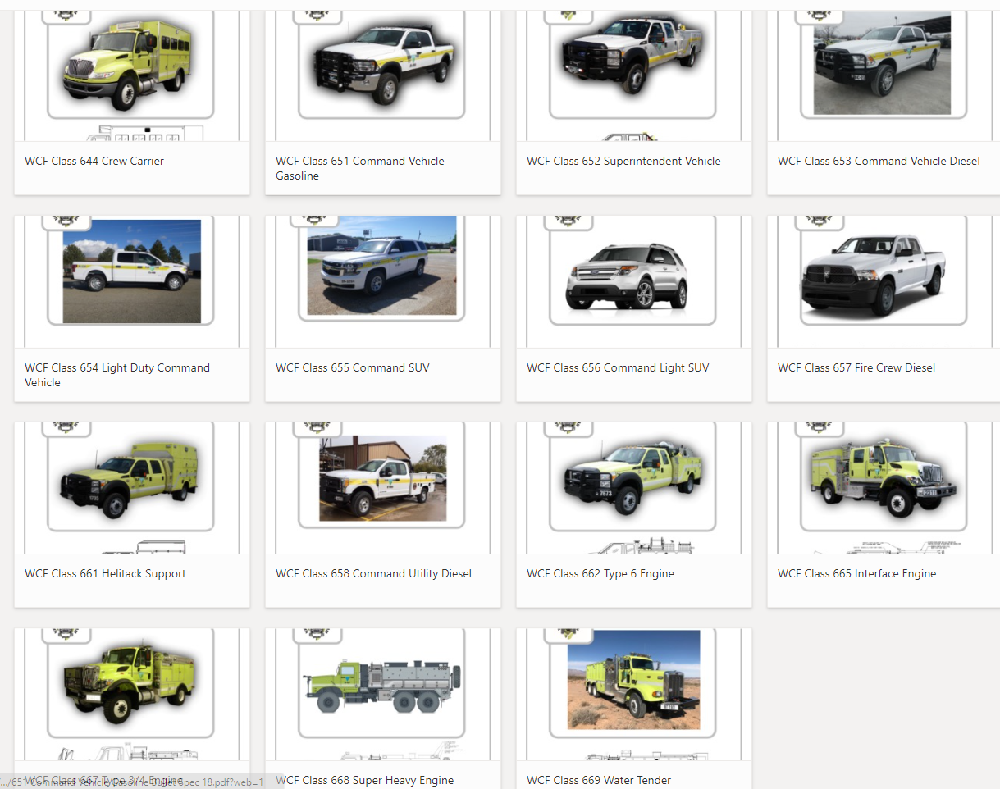 WCF Class 644 Crew Carrier
WCF Class 651 Command Vehicle
Gasoline
WCF Class 652 Superintendent Vehicle
WCF Class 653 Command Vehicle Diesel
WCF Class 654 Light Duty Command
Vehicle
WCF Class 655 Command SUV
WCF Class 656 Command Light SUV
WCF Class 657 Fire Crew Diesel
7673
WCF Class 661 Helitack Support
WCF Class 658 Command Utility Diesel
WCF Class 662 Type 6 Engine
WCF Class 665 Interface Engine
WCF Class 667 Type 3/4 Engine
.../651 Command Vehicle Gasoline Bullet Spec 18.pdf?web=1
WCF Class 668 Super Heavy Engine
WCF Class 669 Water Tender